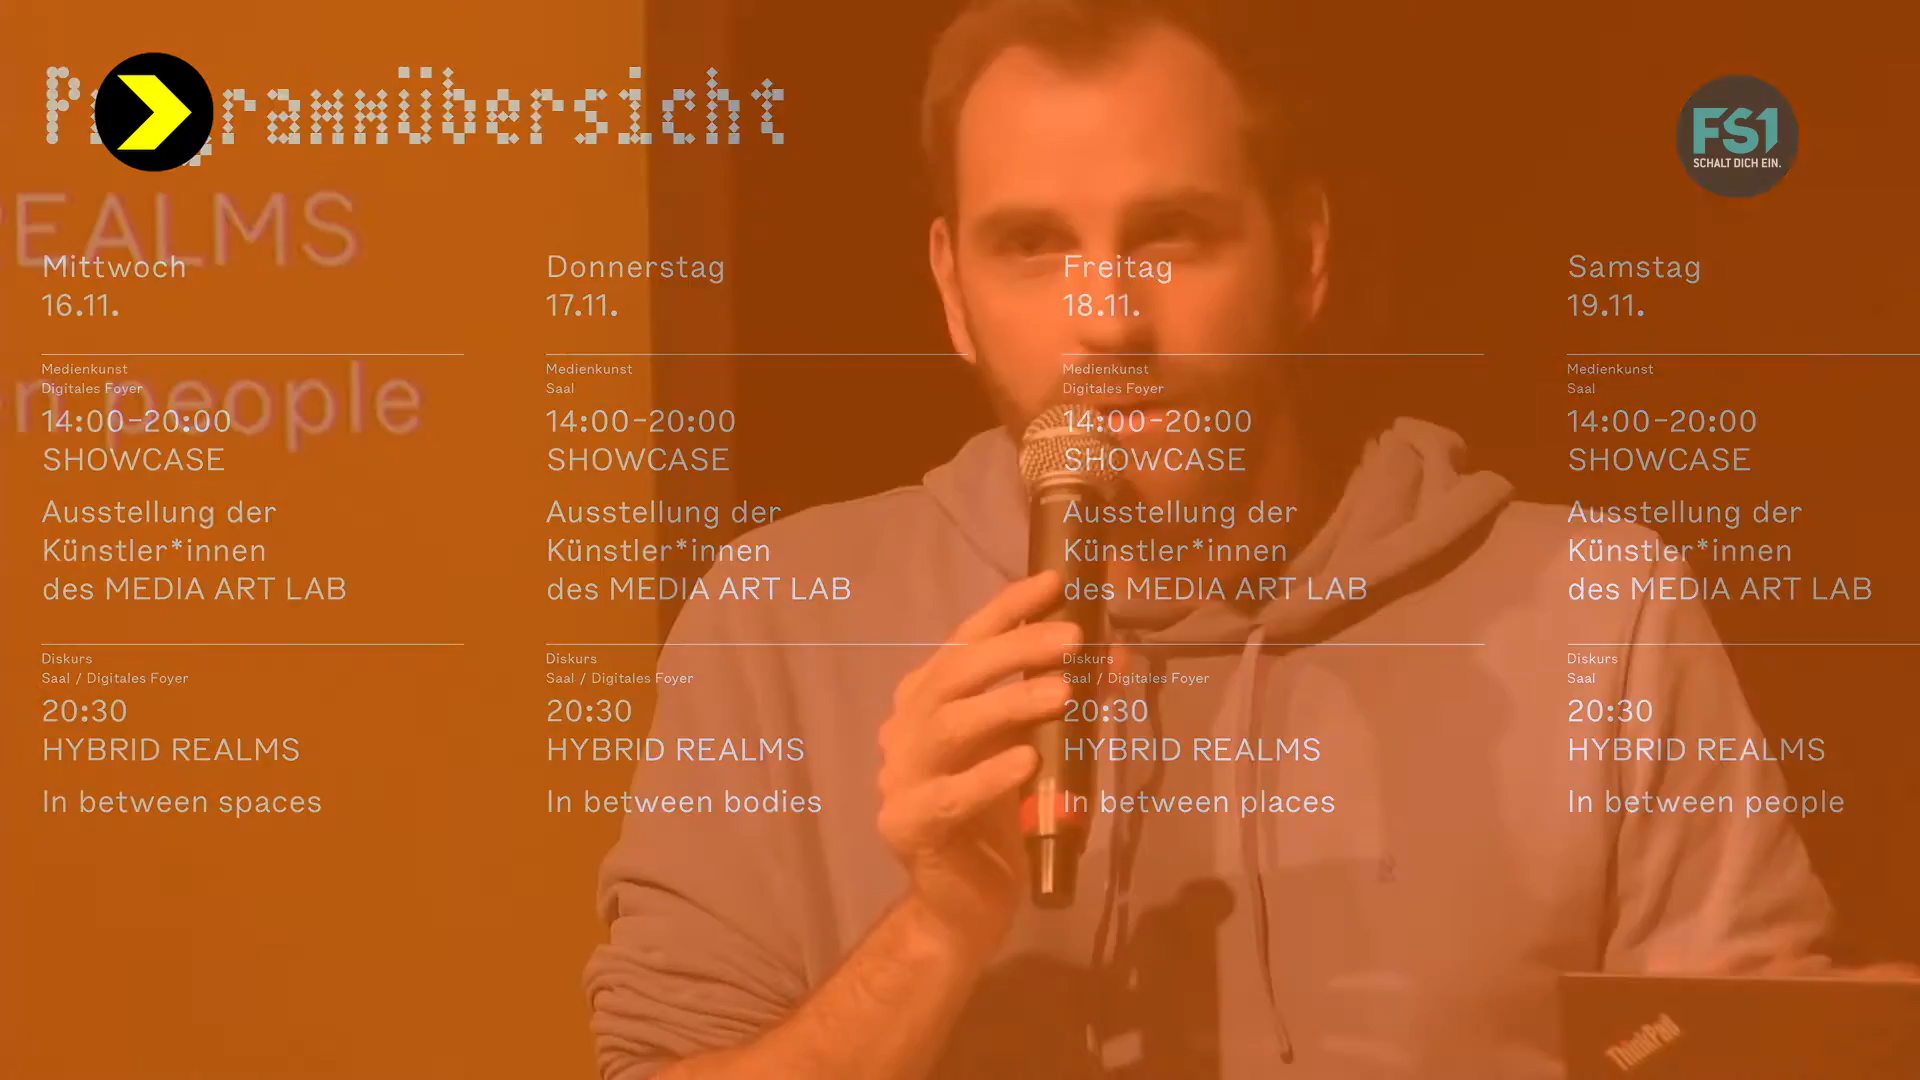 Programmübersicht
FS1
SCHALT DICH EIN.
REALMS
en people
Mittwoch
16.11.
Medienkunst
Digitales Foyer
14:00–20:00
SHOWCASE
Ausstellung der
Künstler*innen
des MEDIA ART LAB
Diskurs
Saal / Digitales Foyer
20:30
HYBRID REALMS
In between spaces
Donnerstag
17.11.
Medienkunst
Saal
14:00–20:00
SHOWCASE
Ausstellung der
Künstler*innen
des MEDIA ART LAB
Diskurs
Saal / Digitales Foyer
20:30
HYBRID REALMS
In between bodies
Freitag
18.11.
Medienkunst
Digitales Foyer
14:00–20:00
SHOWCASE
Ausstellung der
Künstler*innen
des MEDIA ART LAB
Diskurs
Saal / Digitales Foyer
20:30
HYBRID REALMS
In between places
Samstag
19.11.
Medienkunst
Saal
14:00–20:00
SHOWCASE
Ausstellung der
Künstler*innen
des MEDIA ART LAB
Diskurs
Saal
20:30
HYBRID REALMS
In between people
ThinkPad